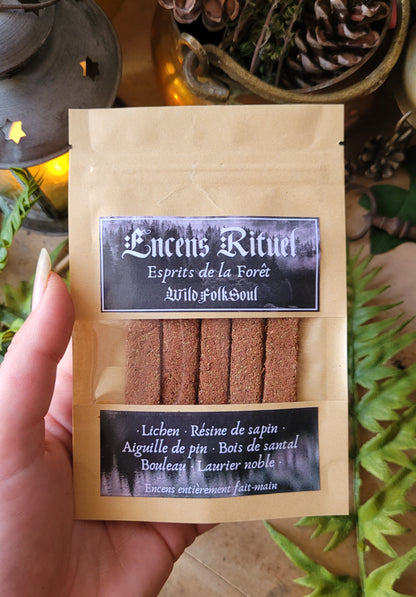 Encens Rituel
Esprits de la Forêt
WildFolkSoul
· Lichen · Résine de sapin ·
Aiguille de pin · Bois de santal
Bouleau · Laurier noble ·
Encens entièrement fait-main